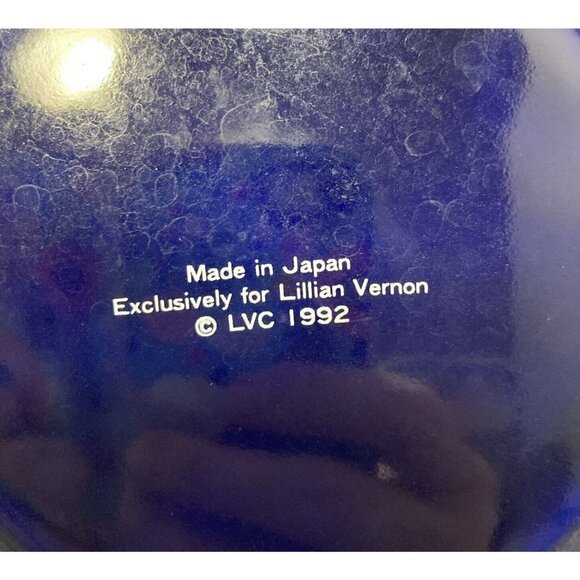 Made in Japan
Exclusively for Lillian Vernon
© LVC 1992